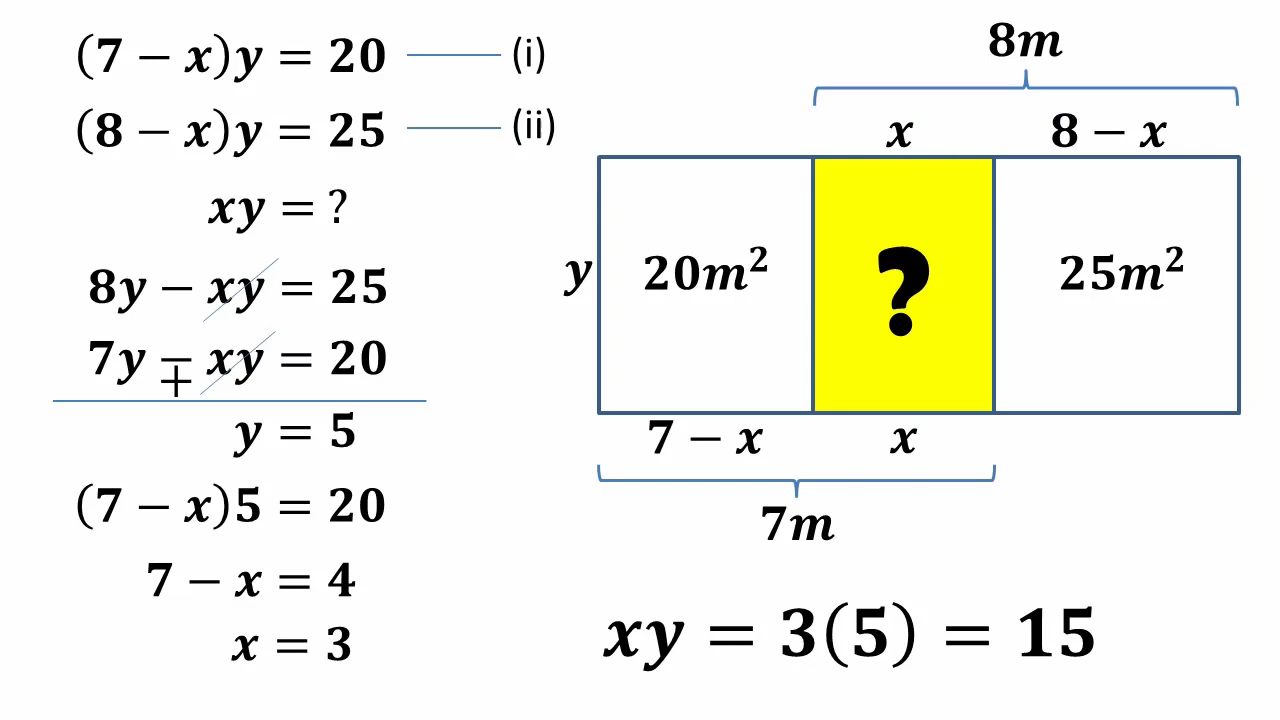 (7 − x)y = 20 (i)
(8 − x)y = 25 (ii)
xy = ?
8y − xy = 25
7y − xy = 20
+
y = 5
(7 − x)5 = 20
7 − x = 4
x = 3
8m
x 8 − x
y 20m² ? 25m²
7 − x x
7m
xy = 3(5) = 15